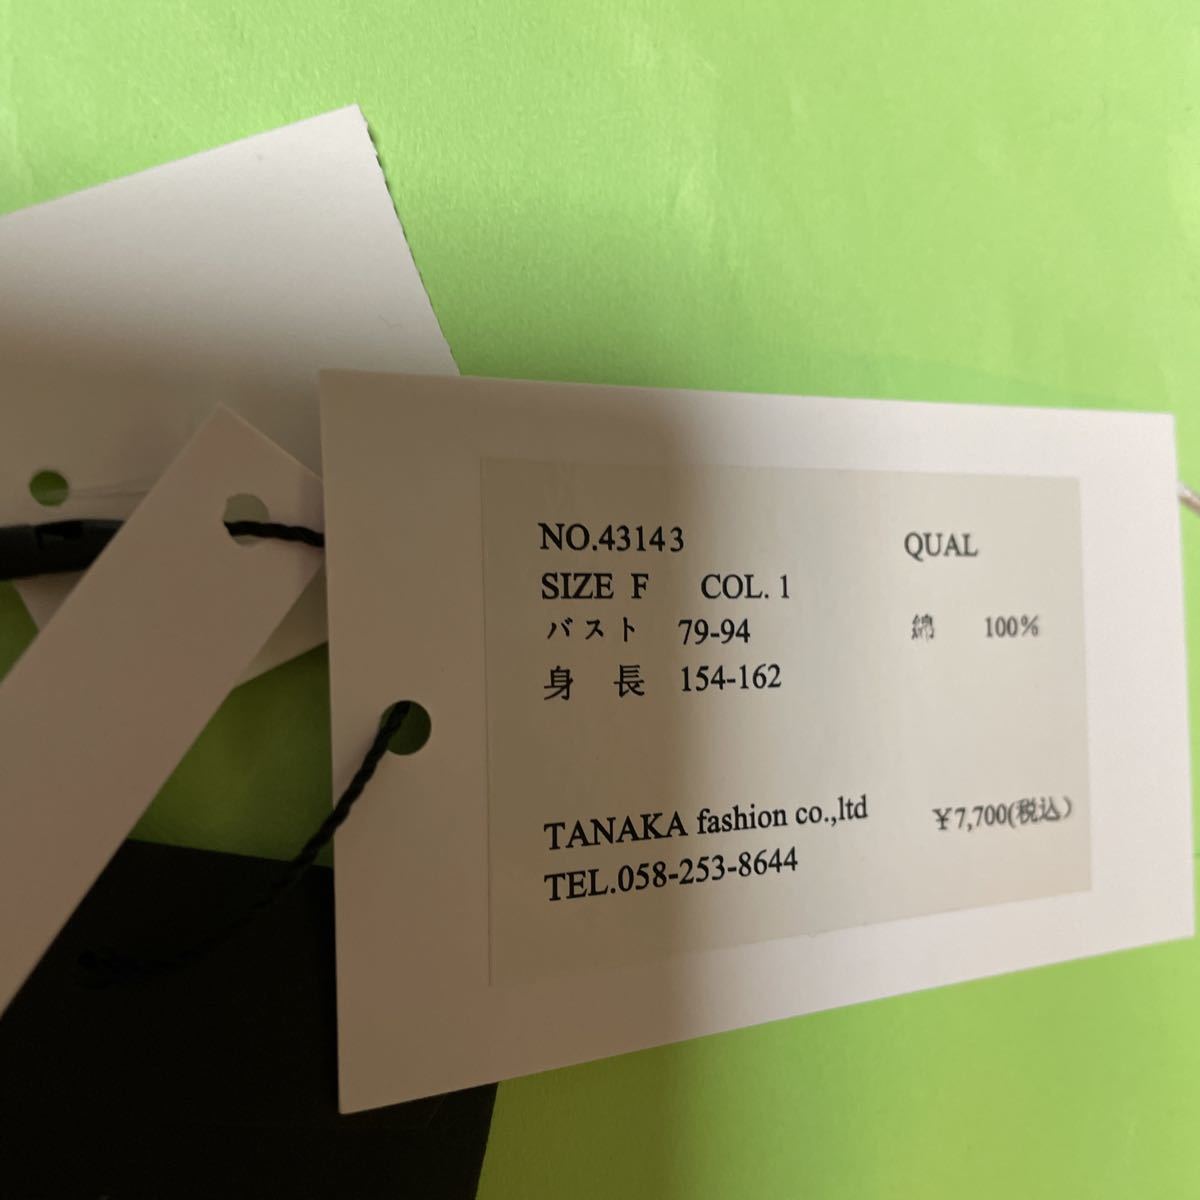 NO.43143
QUAL
SIZE F COL. 1
バスト 79-94
綿 100%
身 長 154-162
TANAKA fashion co.,ltd
¥7,700(税込)
TEL.058-253-8644